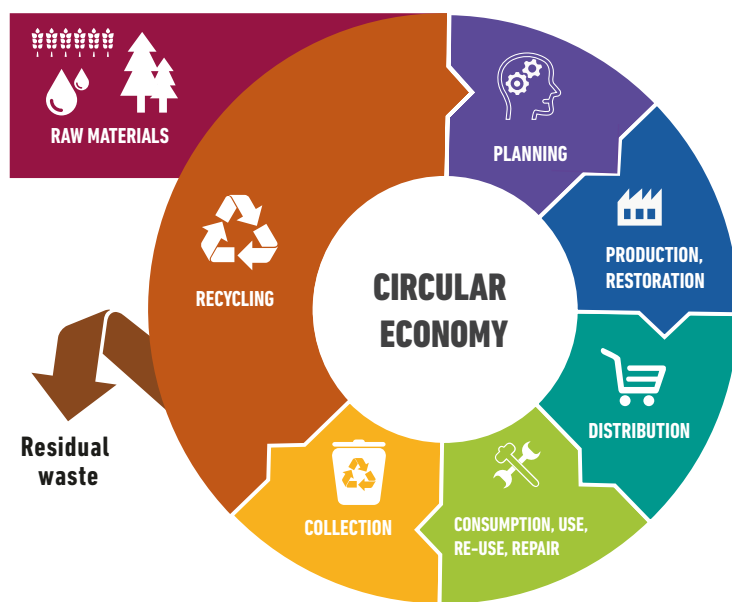 RAW MATERIALS
PLANNING
PRODUCTION,
RESTORATION
RECYCLING
CIRCULAR
ECONOMY
DISTRIBUTION
Residual
waste
COLLECTION
CONSUMPTION, USE,
RE-USE, REPAIR